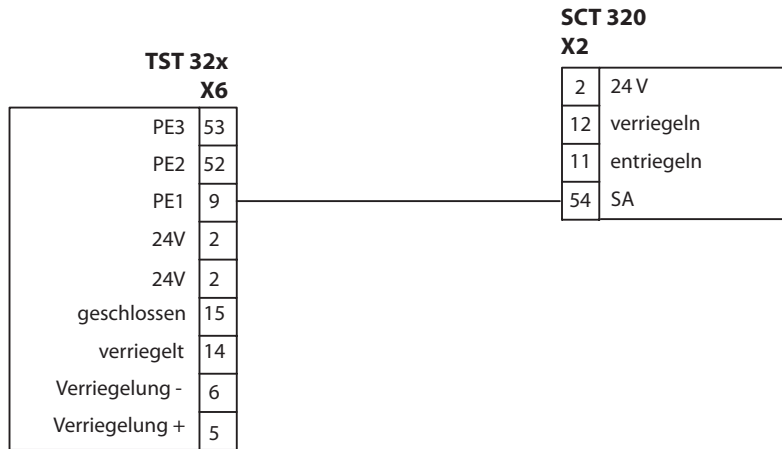 SCT 320
X2
TST 32x
X6
2 24 V
12 verriegeln
11 entriegeln
54 SA
PE3 53
PE2 52
PE1 9
24V 2
24V 2
geschlossen 15
verriegelt 14
Verriegelung - 6
Verriegelung + 5